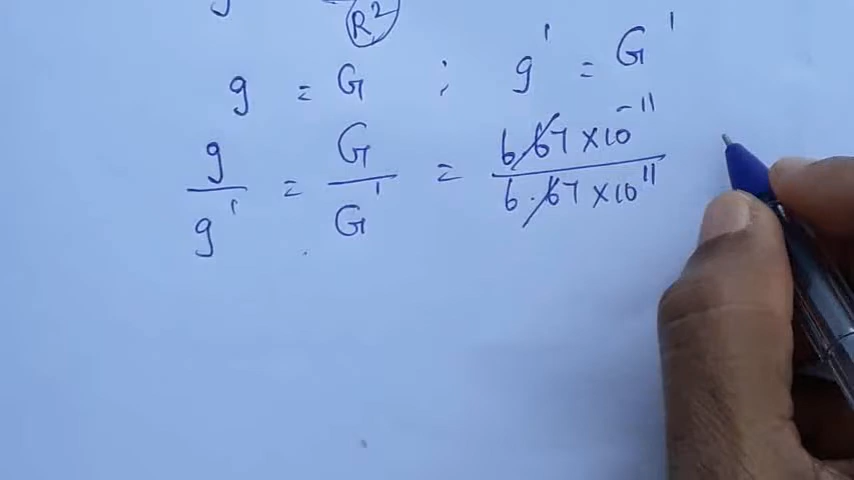 R²
g = G ; g' = G'
g/g' = G/G' = 6.67 × 10⁻¹¹/6.67 × 10¹¹